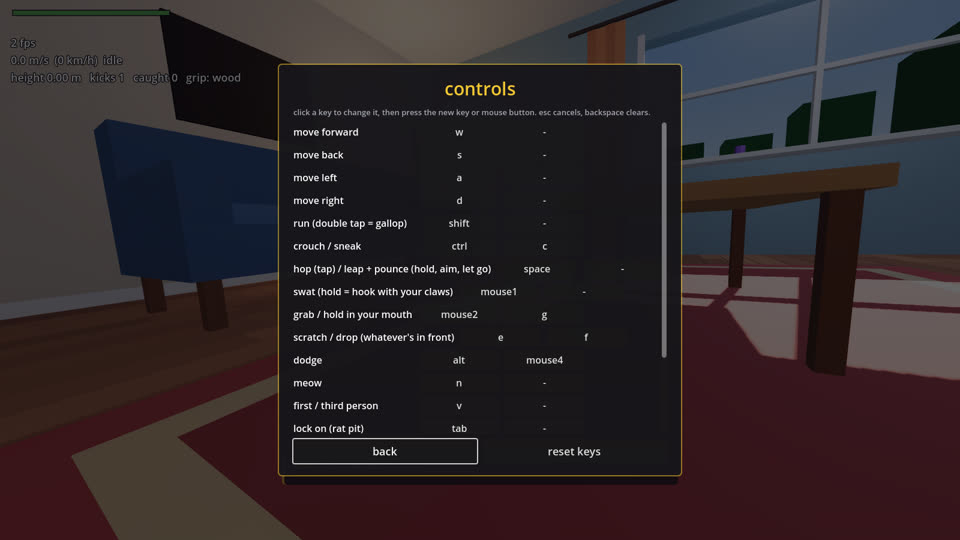 2 fps
0.0 m/s (0 km/h) idle
height 0.00 m kicks 1 caught 0 grip: wood
controls
click a key to change it, then press the new key or mouse button. esc cancels, backspace clears.
move forward w -
move back s -
move left a -
move right d -
run (double tap = gallop) shift -
crouch / sneak ctrl c
hop (tap) / leap + pounce (hold, aim, let go) space -
swat (hold = hook with your claws) mouse1 -
grab / hold in your mouth mouse2 g
scratch / drop (whatever's in front) e f
dodge alt mouse4
meow n -
first / third person v -
lock on (rat pit) tab -
back reset keys